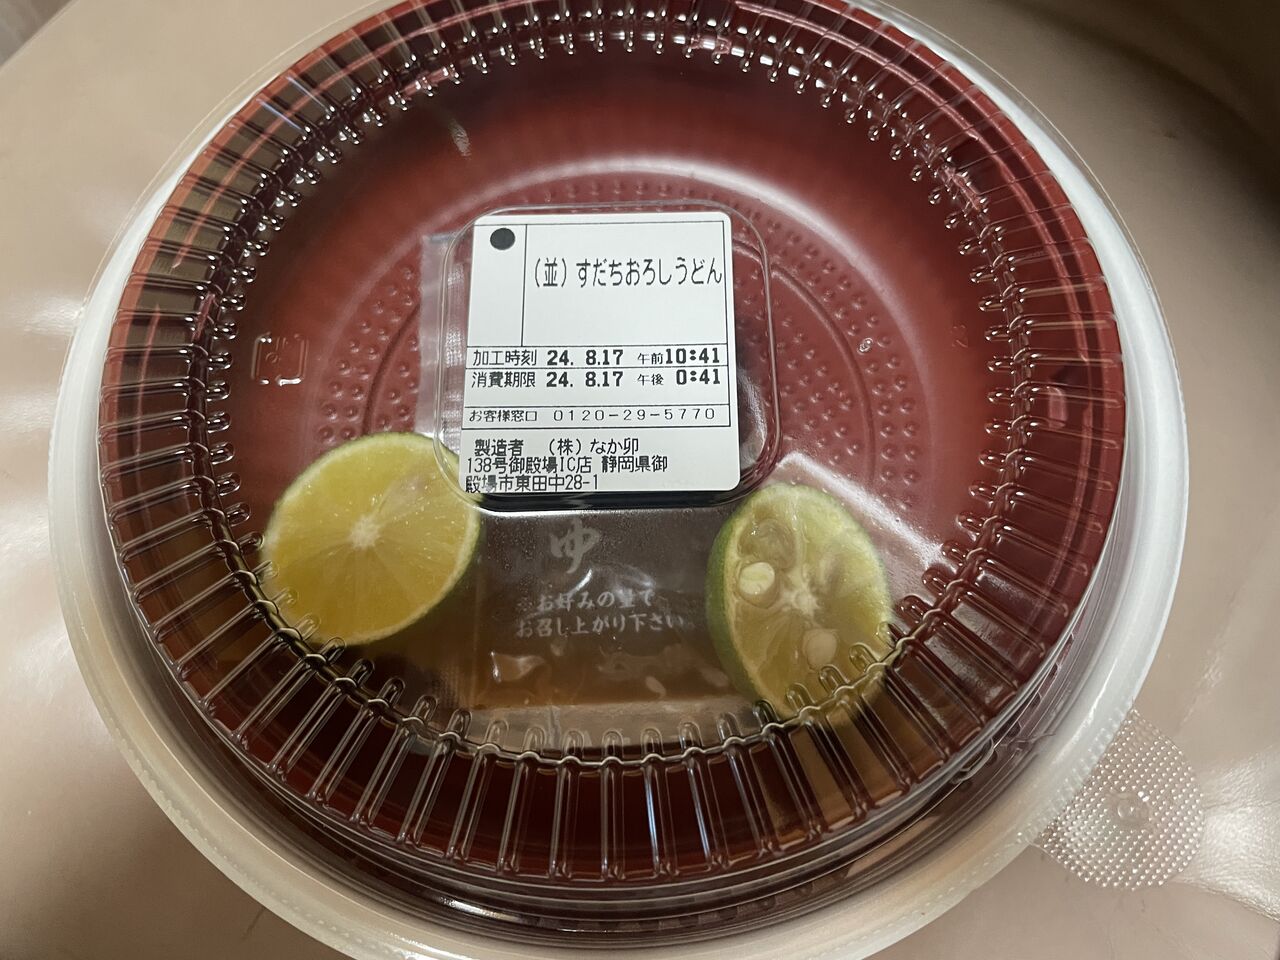 (並)すだちおろしうどん
加工時刻 24. 8.17 午前10:41
消費期限 24. 8.17 午後 0:41
お客様窓口 0120-29-5770
製造者 (株)なか卯
138号御殿場IC店 静岡県御
殿場市東田中28-1
ゆ
お好みの量で
お召し上がり下さい